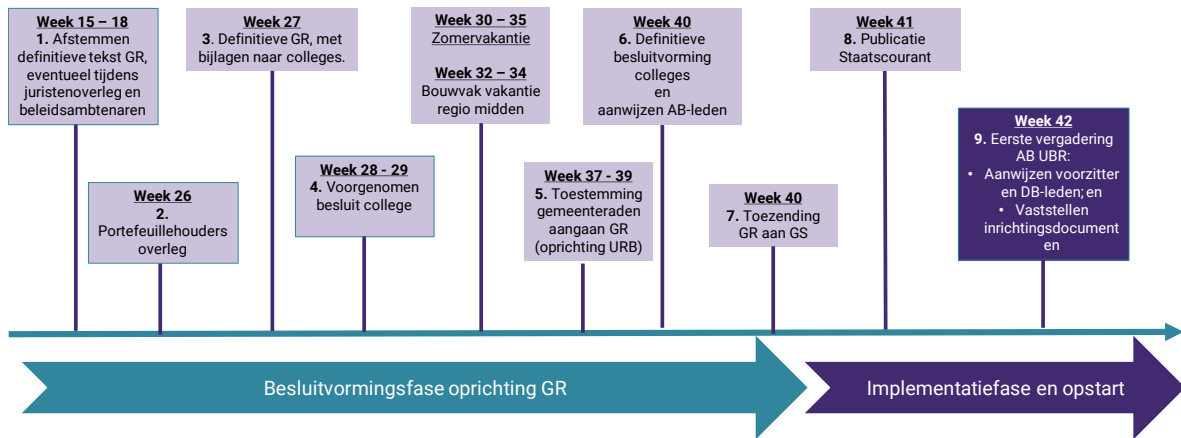 Week 15 – 18
1. Afstemmen
definitieve tekst GR,
eventueel tijdens
juristenoverleg en
beleidsambtenaren
Week 26
2.
Portefeuillehouders
overleg
Week 27
3. Definitieve GR, met
bijlagen naar colleges.
Week 28 - 29
4. Voorgenomen
besluit college
Week 30 – 35
Zomervakantie
Week 32 – 34
Bouwvak vakantie
regio midden
Week 37 - 39
5. Toestemming
gemeenteraden
aangaan GR
(oprichting URB)
Week 40
6. Definitieve
besluitvorming
colleges
en
aanwijzen AB-leden
Week 40
7. Toezending
GR aan GS
Week 41
8. Publicatie
Staatscourant
Week 42
9. Eerste vergadering
AB UBR:
• Aanwijzen voorzitter
en DB-leden; en
• Vaststellen
inrichtingsdocument
en
Besluitvormingsfase oprichting GR
Implementatiefase en opstart